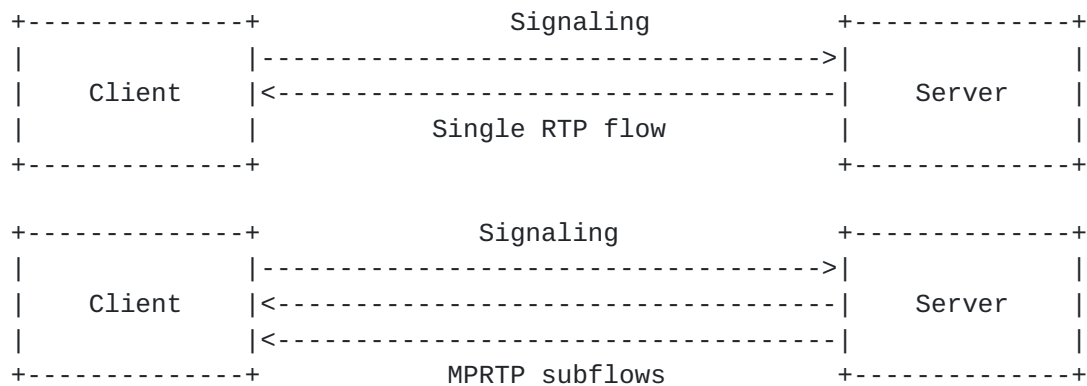 Signaling
Client Server
Single RTP flow
Signaling
Client Server
MPRTP subflows